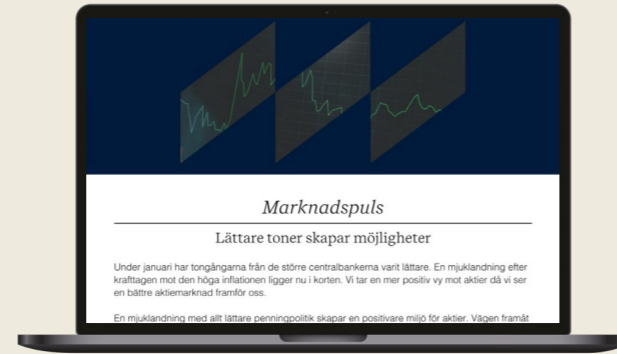 Marknadspuls
Lättare toner skapar möjligheter
Under januari har tongångarna från de större centralbankerna varit lättare. En mjuklandning efter
krafttagen mot den höga inflationen ligger nu i korten. Vi tar en mer positiv vy mot aktier då vi ser
en bättre aktiemarknad framför oss.
En mjuklandning med allt lättare penningpolitik skapar en positivare miljö för aktier. Vägen framåt